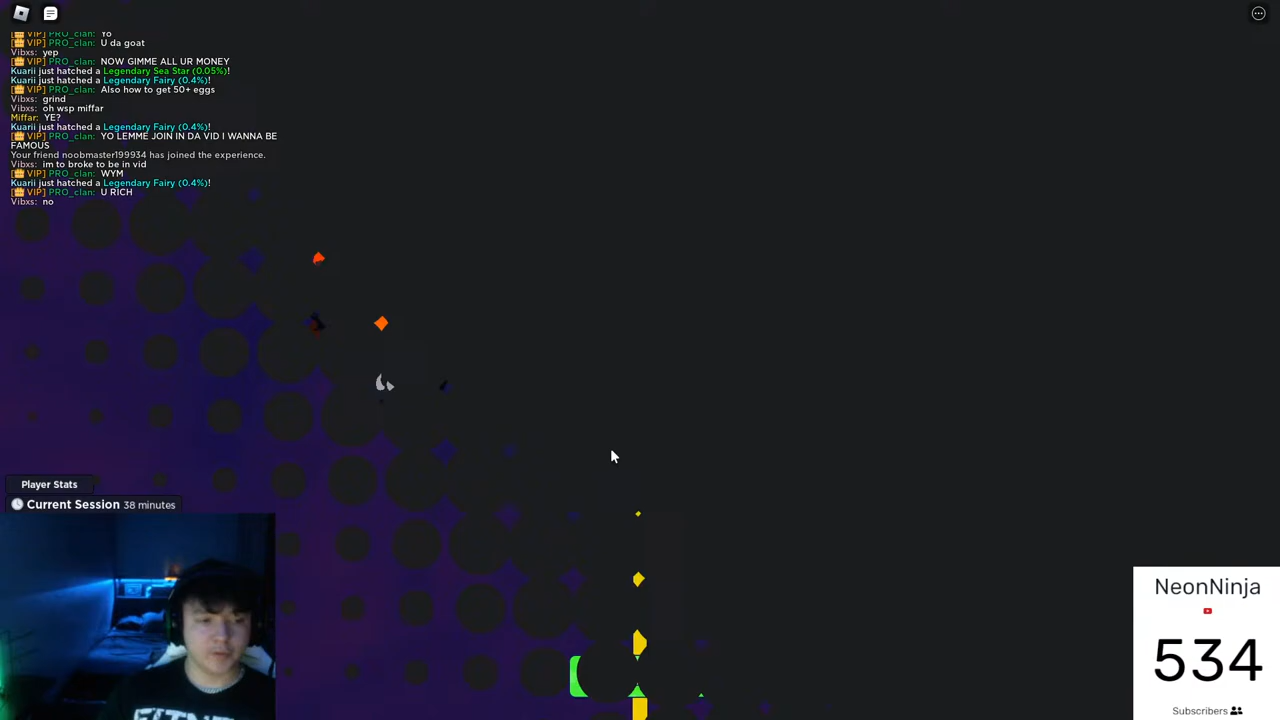 [VIP] PRO_clan: Yo
[VIP] PRO_clan: U da goat
Vibxs: yep
[VIP] PRO_clan: NOW GIMME ALL UR MONEY
Kuarii just hatched a Legendary Sea Star (0.05%)!
Kuarii just hatched a Legendary Fairy (0.4%)!
[VIP] PRO_clan: Also how to get 50+ eggs
Vibxs: grind
Vibxs: oh wsp miffar
Miffar: YE?
Kuarii just hatched a Legendary Fairy (0.4%)!
[VIP] PRO_clan: YO LEMME JOIN IN DA VID I WANNA BE
FAMOUS
Your friend noobmaster199934 has joined the experience.
Vibxs: im to broke to be in vid
[VIP] PRO_clan: WYM
Kuarii just hatched a Legendary Fairy (0.4%)!
[VIP] PRO_clan: U RICH
Vibxs: no
Player Stats
Current Session 38 minutes
NeonNinja
534
Subscribers